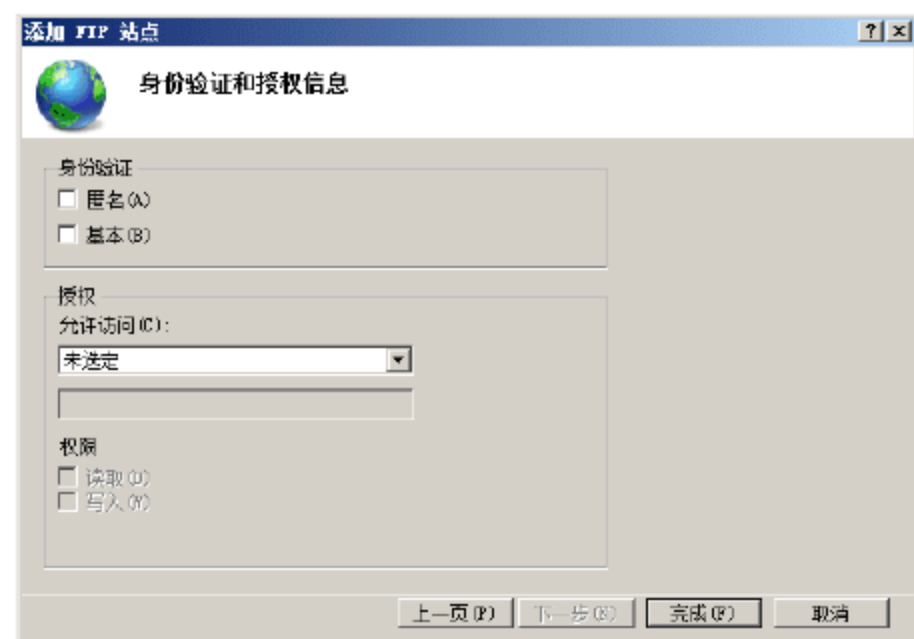 添加 FTP 站点
身份验证和授权信息
身份验证
匿名(A)
基本(B)
授权
允许访问(C):
未选定
权限
读取(D)
写入(W)
上一页(P) 下一步(N) 完成(F) 取消